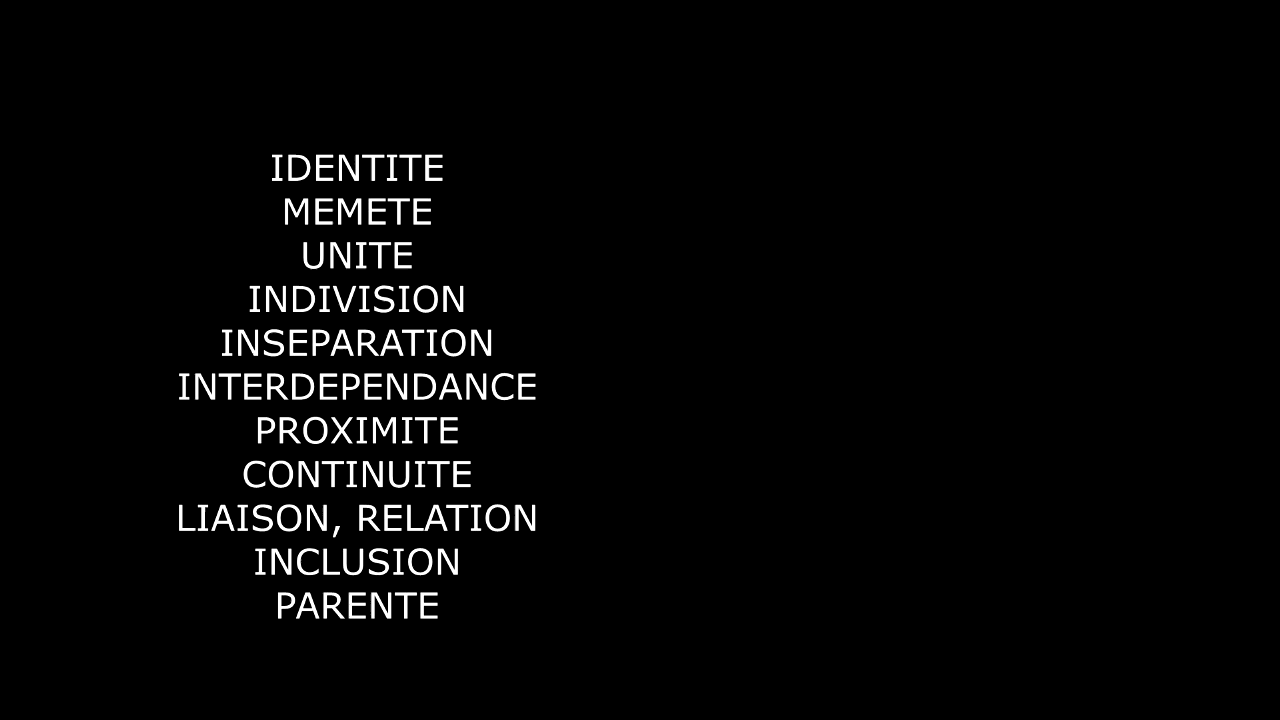 IDENTITE
MEMETE
UNITE
INDIVISION
INSEPARATION
INTERDEPENDANCE
PROXIMITE
CONTINUITE
LIAISON, RELATION
INCLUSION
PARENTE